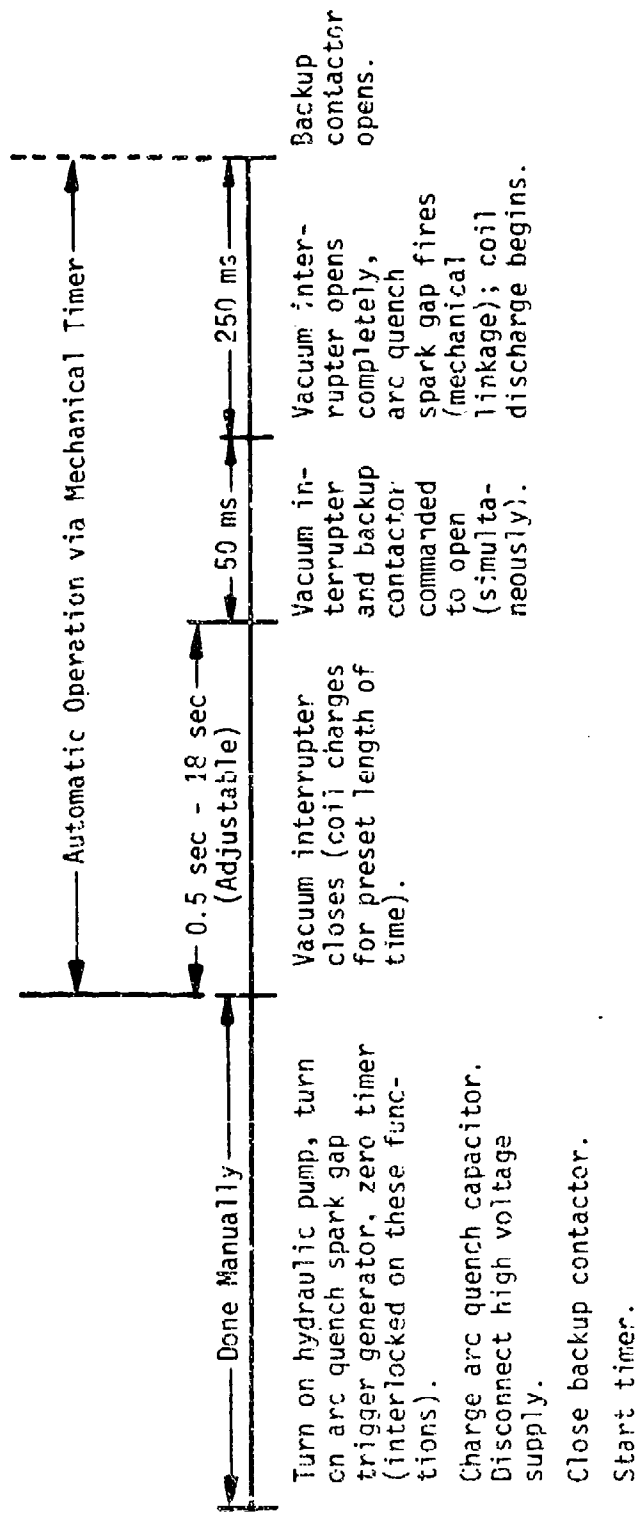 Automatic Operation via Mechanical Timer
Done Manually
0.5 sec - 18 sec
(Adjustable)
50 ms
250 ms
Turn on hydraulic pump, turn
on arc quench spark gap
trigger generator, zero timer
(interlocked on these func-
tions).
Charge arc quench capacitor.
Disconnect high voltage
supply.
Close backup contactor.
Start timer.
Vacuum interrupter
closes (coil charges
for preset length of
time).
Vacuum in-
terrupter
and backup
contactor
commanded
to open
(simulta-
neously).
Vacuum inter-
rupter opens
completely,
arc quench
spark gap fires
(mechanical
linkage); coil
discharge begins.
Backup
contactor
opens.